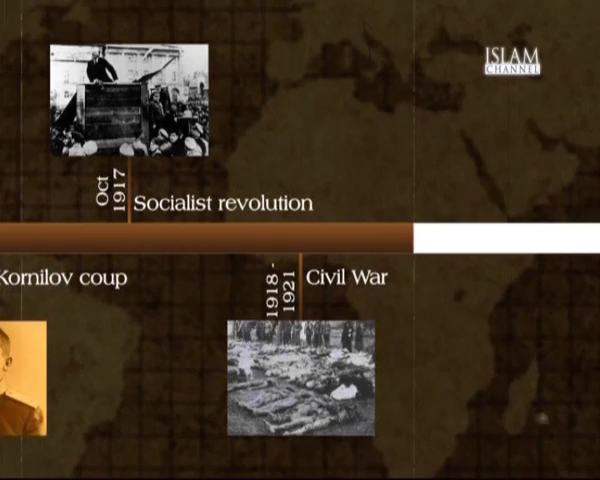 ISLAM
CHANNEL
Oct
1917
Socialist revolution
Kornilov coup
1918 -
1921
Civil War